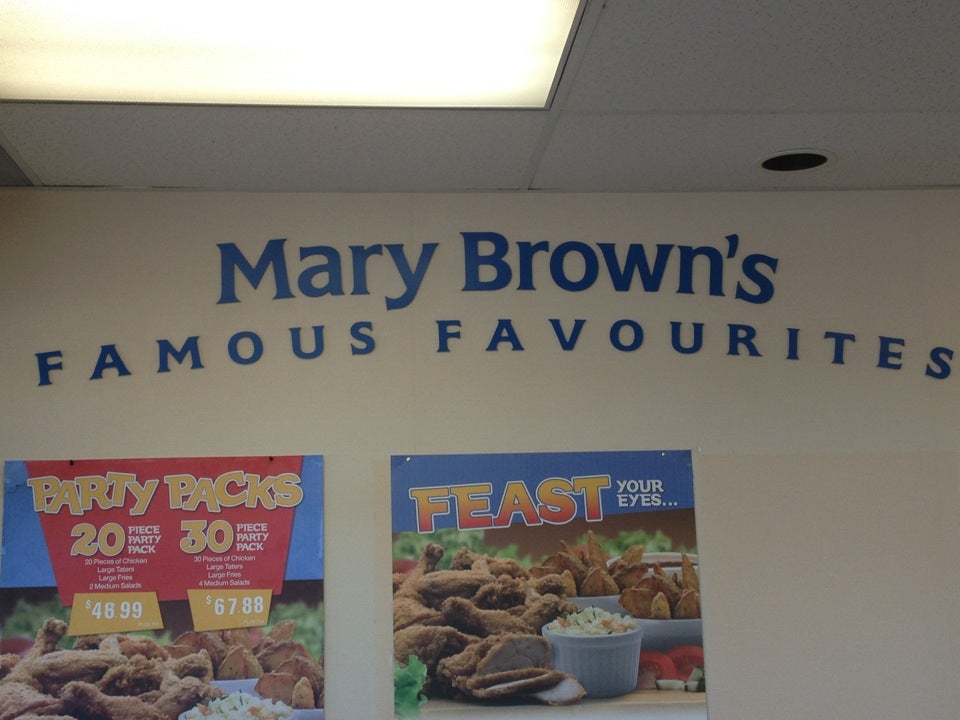 Mary Brown's
FAMOUS FAVOURITES
PARTY PACKS
20 PIECE PARTY PACK
20 Pieces of Chicken
Large Taters
Large Fries
2 Medium Salads
$48.99
30 PIECE PARTY PACK
30 Pieces of Chicken
Large Taters
Large Fries
4 Medium Salads
$67.88
FEAST YOUR EYES...